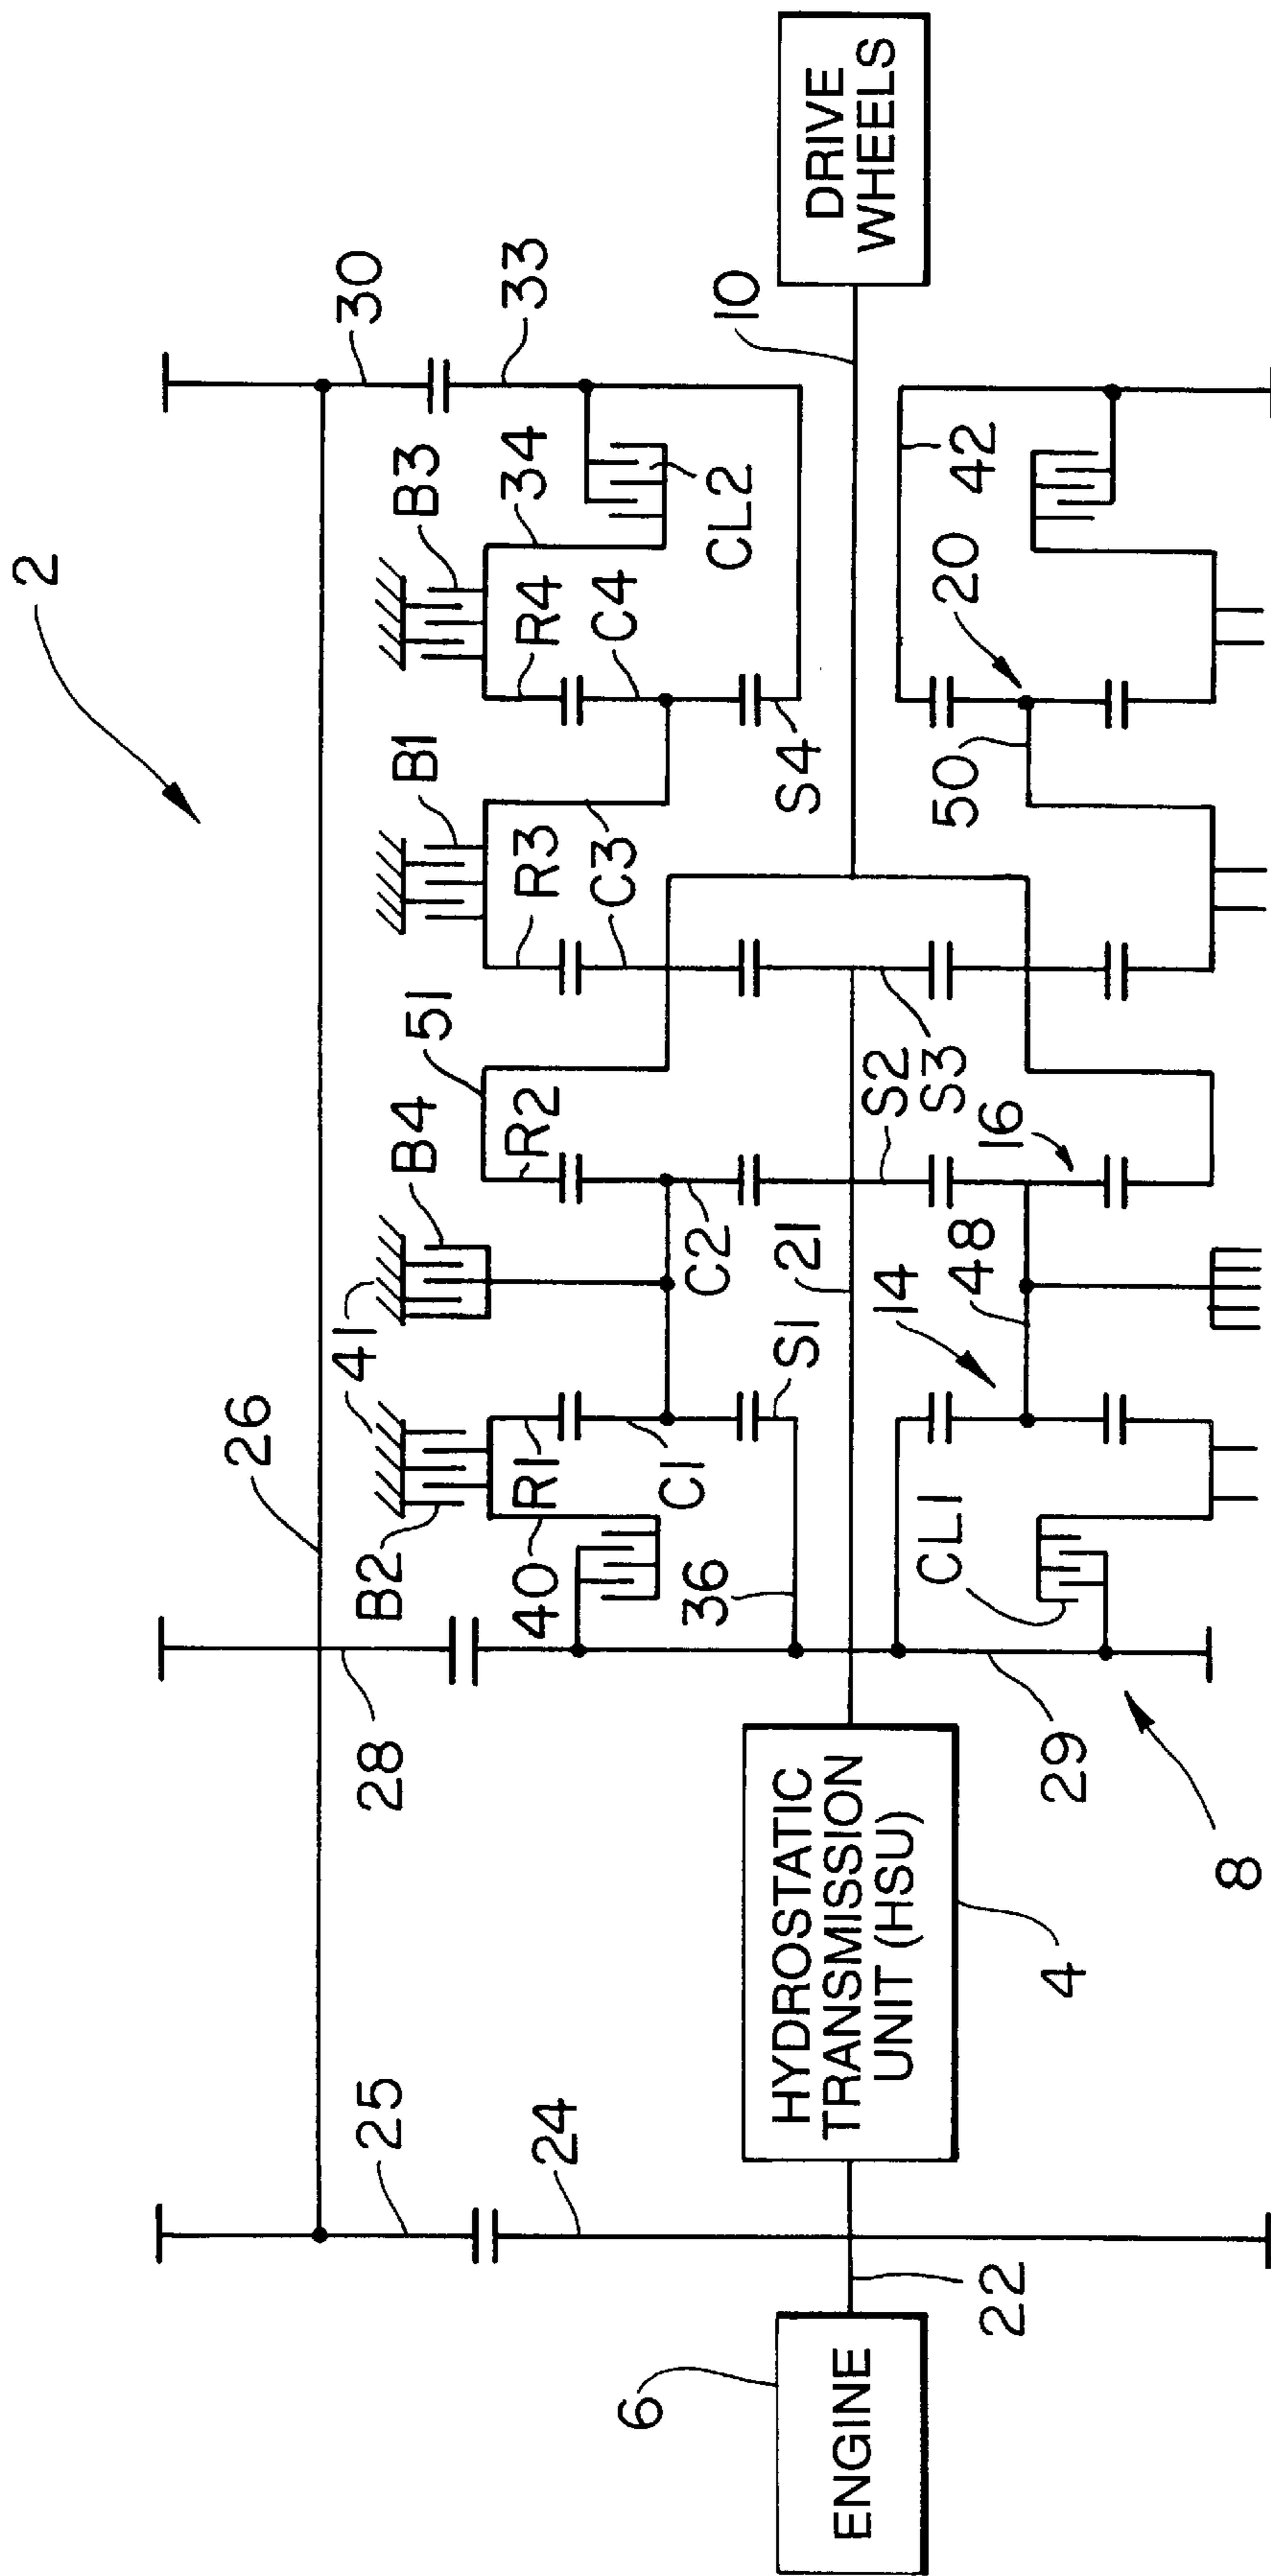 2
26
30
33
B3
34
R4
C4
CL2
S4
B1
R3
C3
51
R2
B4
C2
41
41
B2
R1
C1
S1
40
36
28
25
24
10
DRIVE
WHEELS
42
20
50
S2
S3
16
21
48
14
CL1
29
8
HYDROSTATIC
TRANSMISSION
UNIT (HSU)
4
22
6
ENGINE